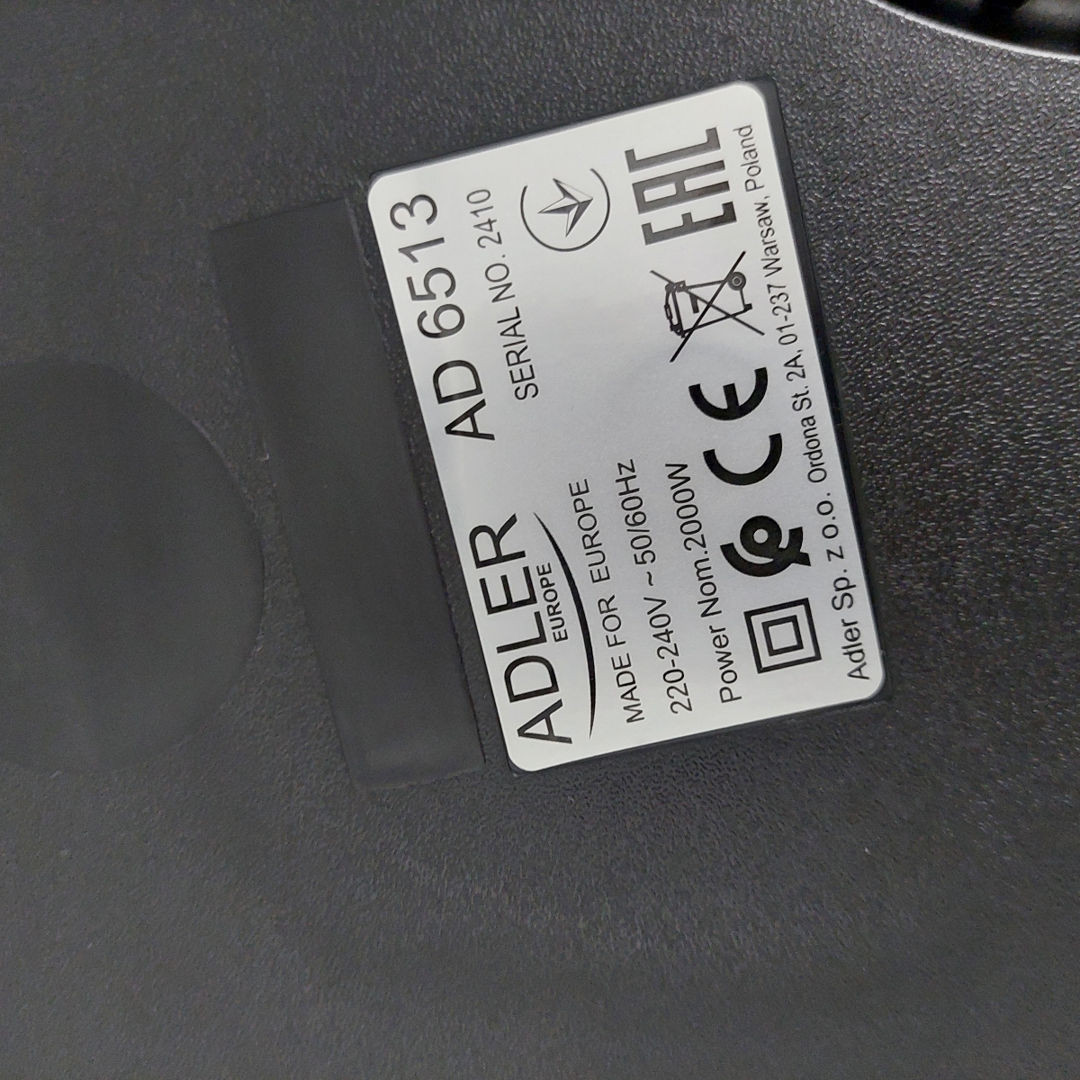 ADLER
EUROPE
AD 6513
SERIAL NO. 2410
MADE FOR EUROPE
220-240V ~ 50/60Hz
Power Nom.2000W
CE
EAC
Adler Sp. z o.o. Ordona St. 2A, 01-237 Warsaw, Poland